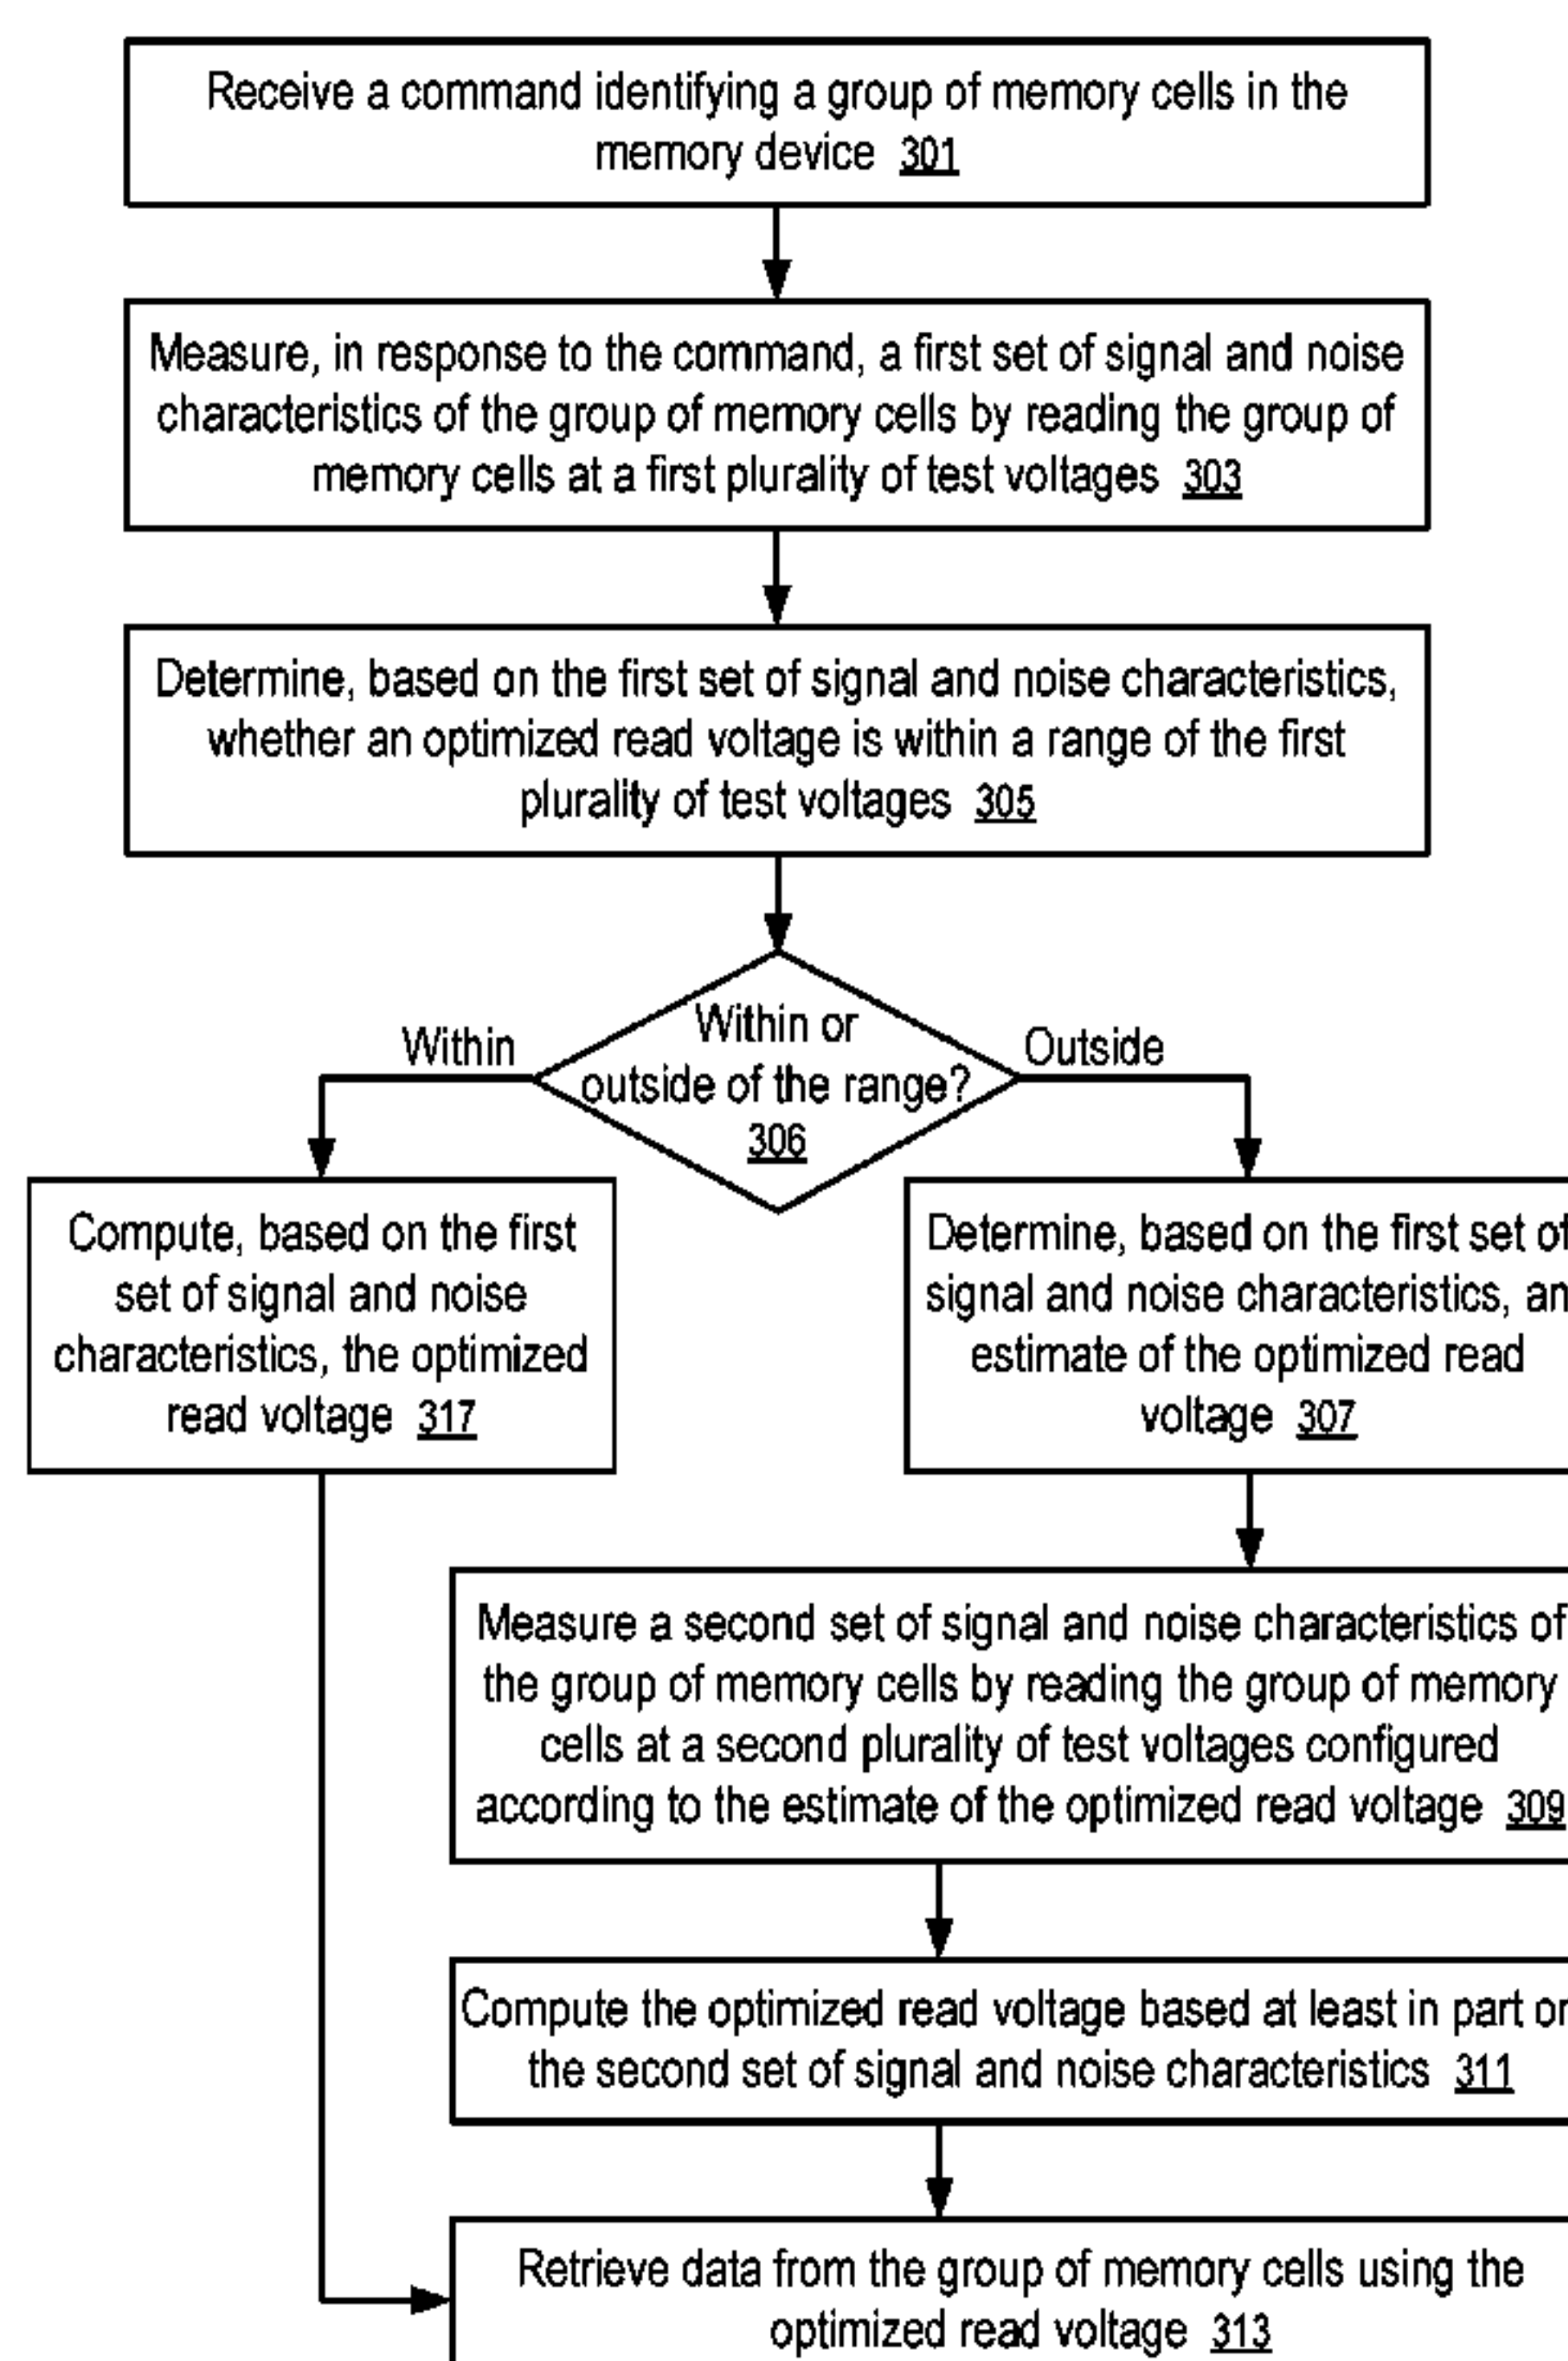 Receive a command identifying a group of memory cells in the
memory device 301
Measure, in response to the command, a first set of signal and noise
characteristics of the group of memory cells by reading the group of
memory cells at a first plurality of test voltages 303
Determine, based on the first set of signal and noise characteristics,
whether an optimized read voltage is within a range of the first
plurality of test voltages 305
Within or
outside of the range?
306
Within
Outside
Compute, based on the first
set of signal and noise
characteristics, the optimized
read voltage 317
Determine, based on the first set of
signal and noise characteristics, an
estimate of the optimized read
voltage 307
Measure a second set of signal and noise characteristics of
the group of memory cells by reading the group of memory
cells at a second plurality of test voltages configured
according to the estimate of the optimized read voltage 309
Compute the optimized read voltage based at least in part on
the second set of signal and noise characteristics 311
Retrieve data from the group of memory cells using the
optimized read voltage 313